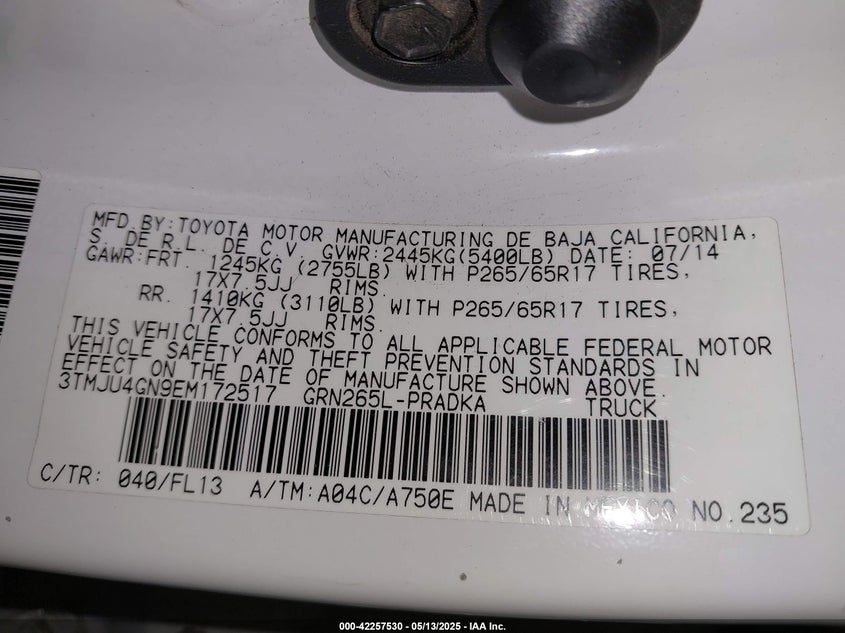 MFD BY:TOYOTA MOTOR MANUFACTURING DE BAJA CALIFORNIA,
S. DE R.L. DE C.V. GVWR:2445KG(5400LB) DATE: 07/14
GAWR:FRT. 1245KG (2755LB) WITH P265/65R17 TIRES,
17X7.5JJ RIMS.
RR. 1410KG (3110LB) WITH P265/65R17 TIRES,
17X7.5JJ RIMS.
THIS VEHICLE CONFORMS TO ALL APPLICABLE FEDERAL MOTOR
VEHICLE SAFETY AND THEFT PREVENTION STANDARDS IN
EFFECT ON THE DATE OF MANUFACTURE SHOWN ABOVE.
3TMJU4GN9EM172517 GRN265L-PRADKA TRUCK
C/TR: 040/FL13 A/TM:A04C/A750E MADE IN MEXICO NO.235
000-42257530 - 05/13/2025 - IAA Inc.